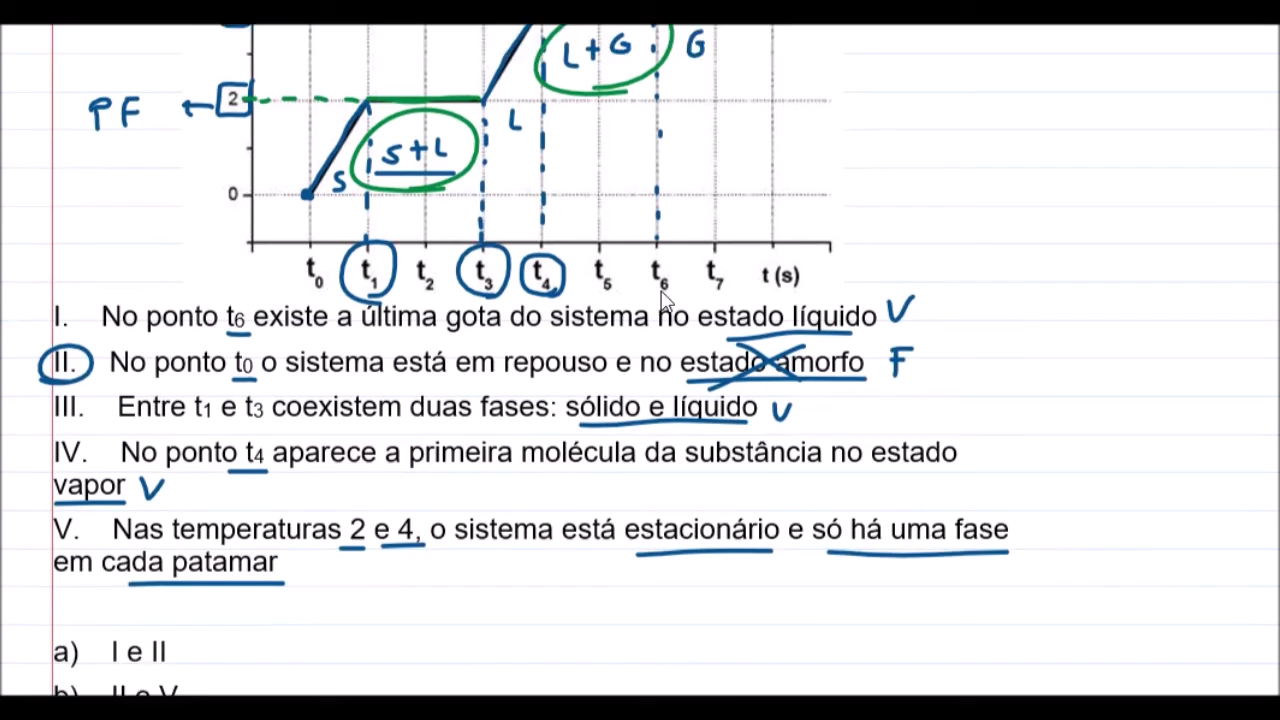 L + G G
PF ← 2
L
S + L
S
0
t0 t1 t2 t3 t4 t5 t6 t7 t (s)
I. No ponto t6 existe a última gota do sistema no estado líquido V
II. No ponto t0 o sistema está em repouso e no estado amorfo F
III. Entre t1 e t3 coexistem duas fases: sólido e líquido V
IV. No ponto t4 aparece a primeira molécula da substância no estado
vapor V
V. Nas temperaturas 2 e 4, o sistema está estacionário e só há uma fase
em cada patamar
a) I e II
b) II e V